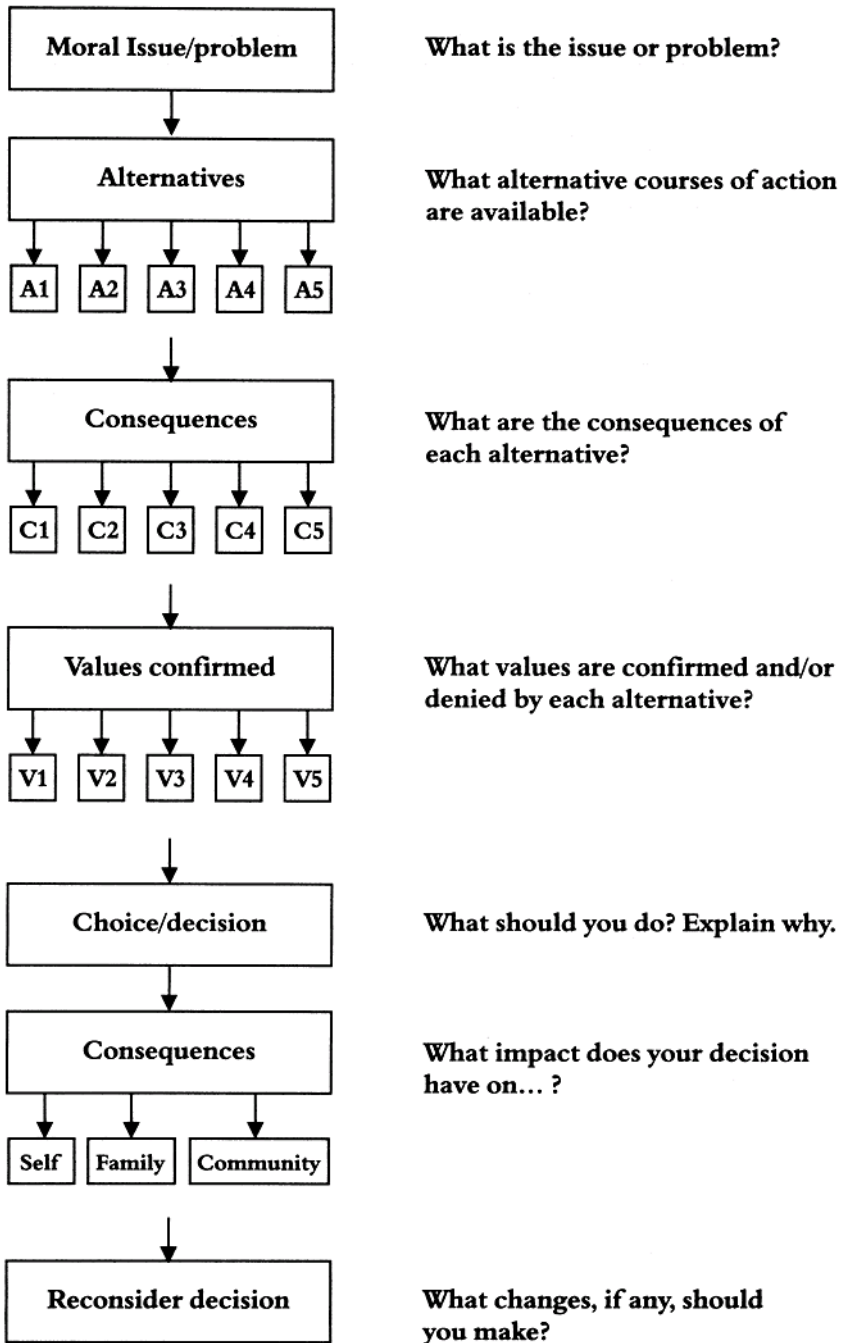 Moral Issue/problem
What is the issue or problem?
Alternatives
What alternative courses of action
are available?
A1 A2 A3 A4 A5
Consequences
What are the consequences of
each alternative?
C1 C2 C3 C4 C5
Values confirmed
What values are confirmed and/or
denied by each alternative?
V1 V2 V3 V4 V5
Choice/decision
What should you do? Explain why.
Consequences
What impact does your decision
have on... ?
Self Family Community
Reconsider decision
What changes, if any, should
you make?